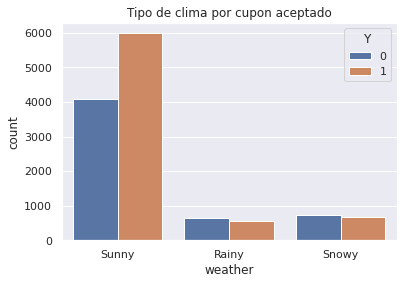 Tipo de clima por cupon aceptado
Y
0
1
6000
5000
4000
3000
2000
1000
0
count
Sunny
Rainy
Snowy
weather